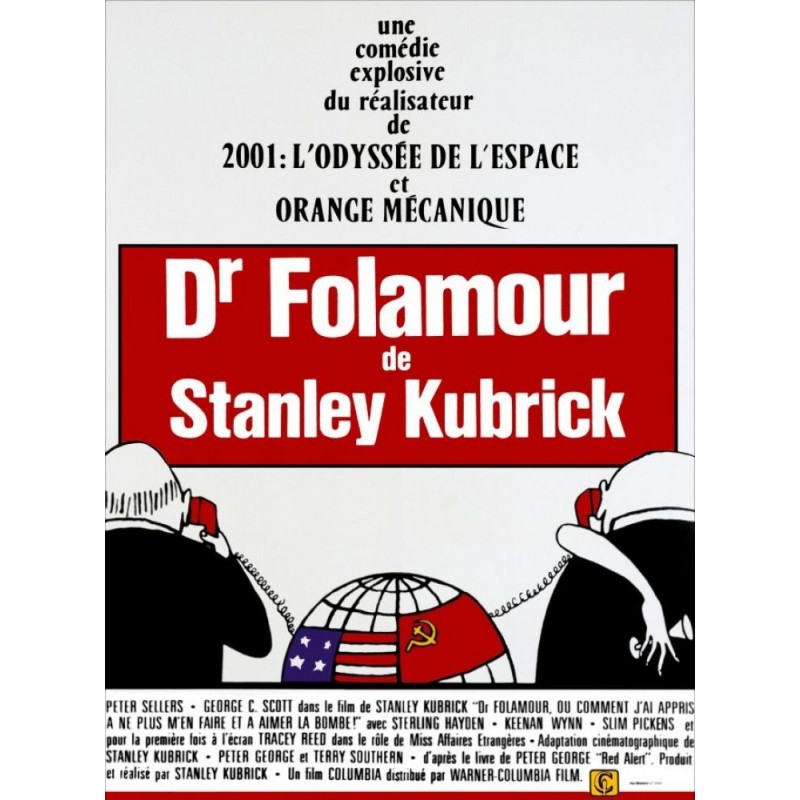 une
comédie
explosive
du réalisateur
de
2001: L'ODYSSÉE DE L'ESPACE
et
ORANGE MÉCANIQUE
Dr Folamour
de
Stanley Kubrick
PETER SELLERS - GEORGE C. SCOTT dans le film de STANLEY KUBRICK "Dr FOLAMOUR, OU COMMENT J'AI APPRIS
A NE PLUS M'EN FAIRE ET A AIMER LA BOMBE!" avec STERLING HAYDEN - KEENAN WYNN - SLIM PICKENS et
pour la première fois à l'écran TRACEY REED dans le rôle de Miss Affaires Etrangères - Adaptation cinématographique de
STANLEY KUBRICK - PETER GEORGE et TERRY SOUTHERN - d'après le livre de PETER GEORGE "Red Alert". Produit
et réalisé par STANLEY KUBRICK - Un film COLUMBIA distribué par WARNER-COLUMBIA FILM.